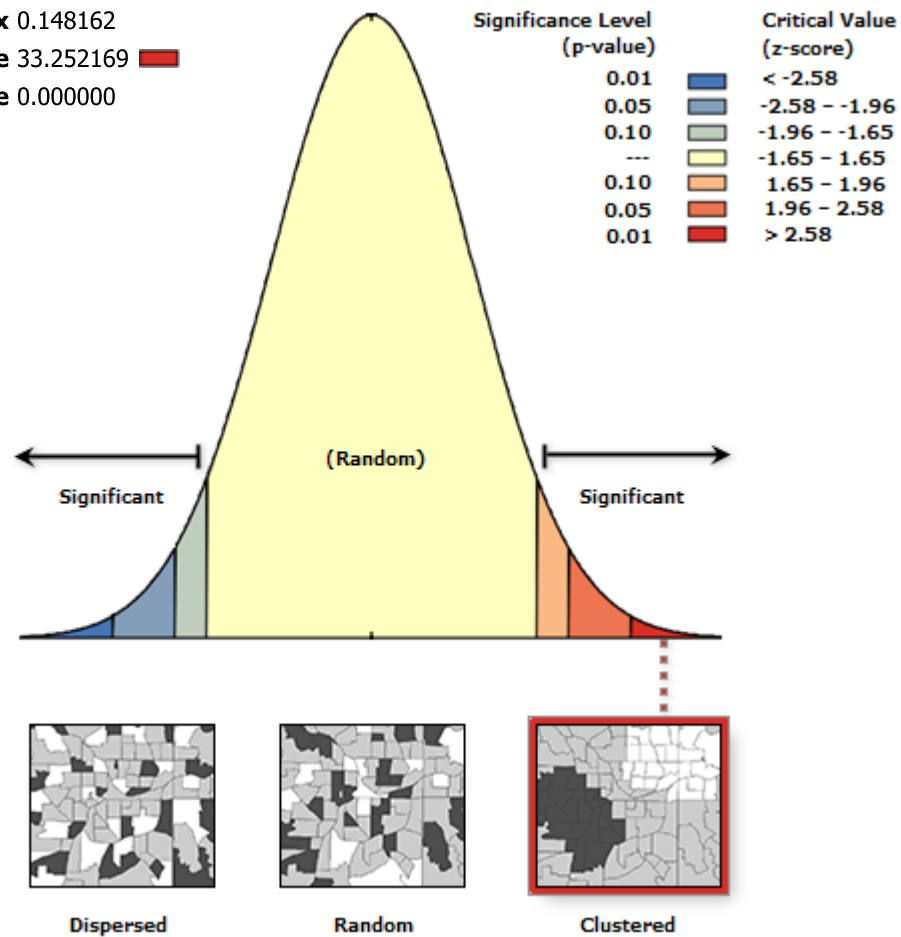 x 0.148162
e 33.252169
e 0.000000
Significance Level
(p-value)
Critical Value
(z-score)
0.01 < -2.58
0.05 -2.58 – -1.96
0.10 -1.96 – -1.65
--- -1.65 – 1.65
0.10 1.65 – 1.96
0.05 1.96 – 2.58
0.01 > 2.58
(Random)
Significant
Significant
Dispersed
Random
Clustered